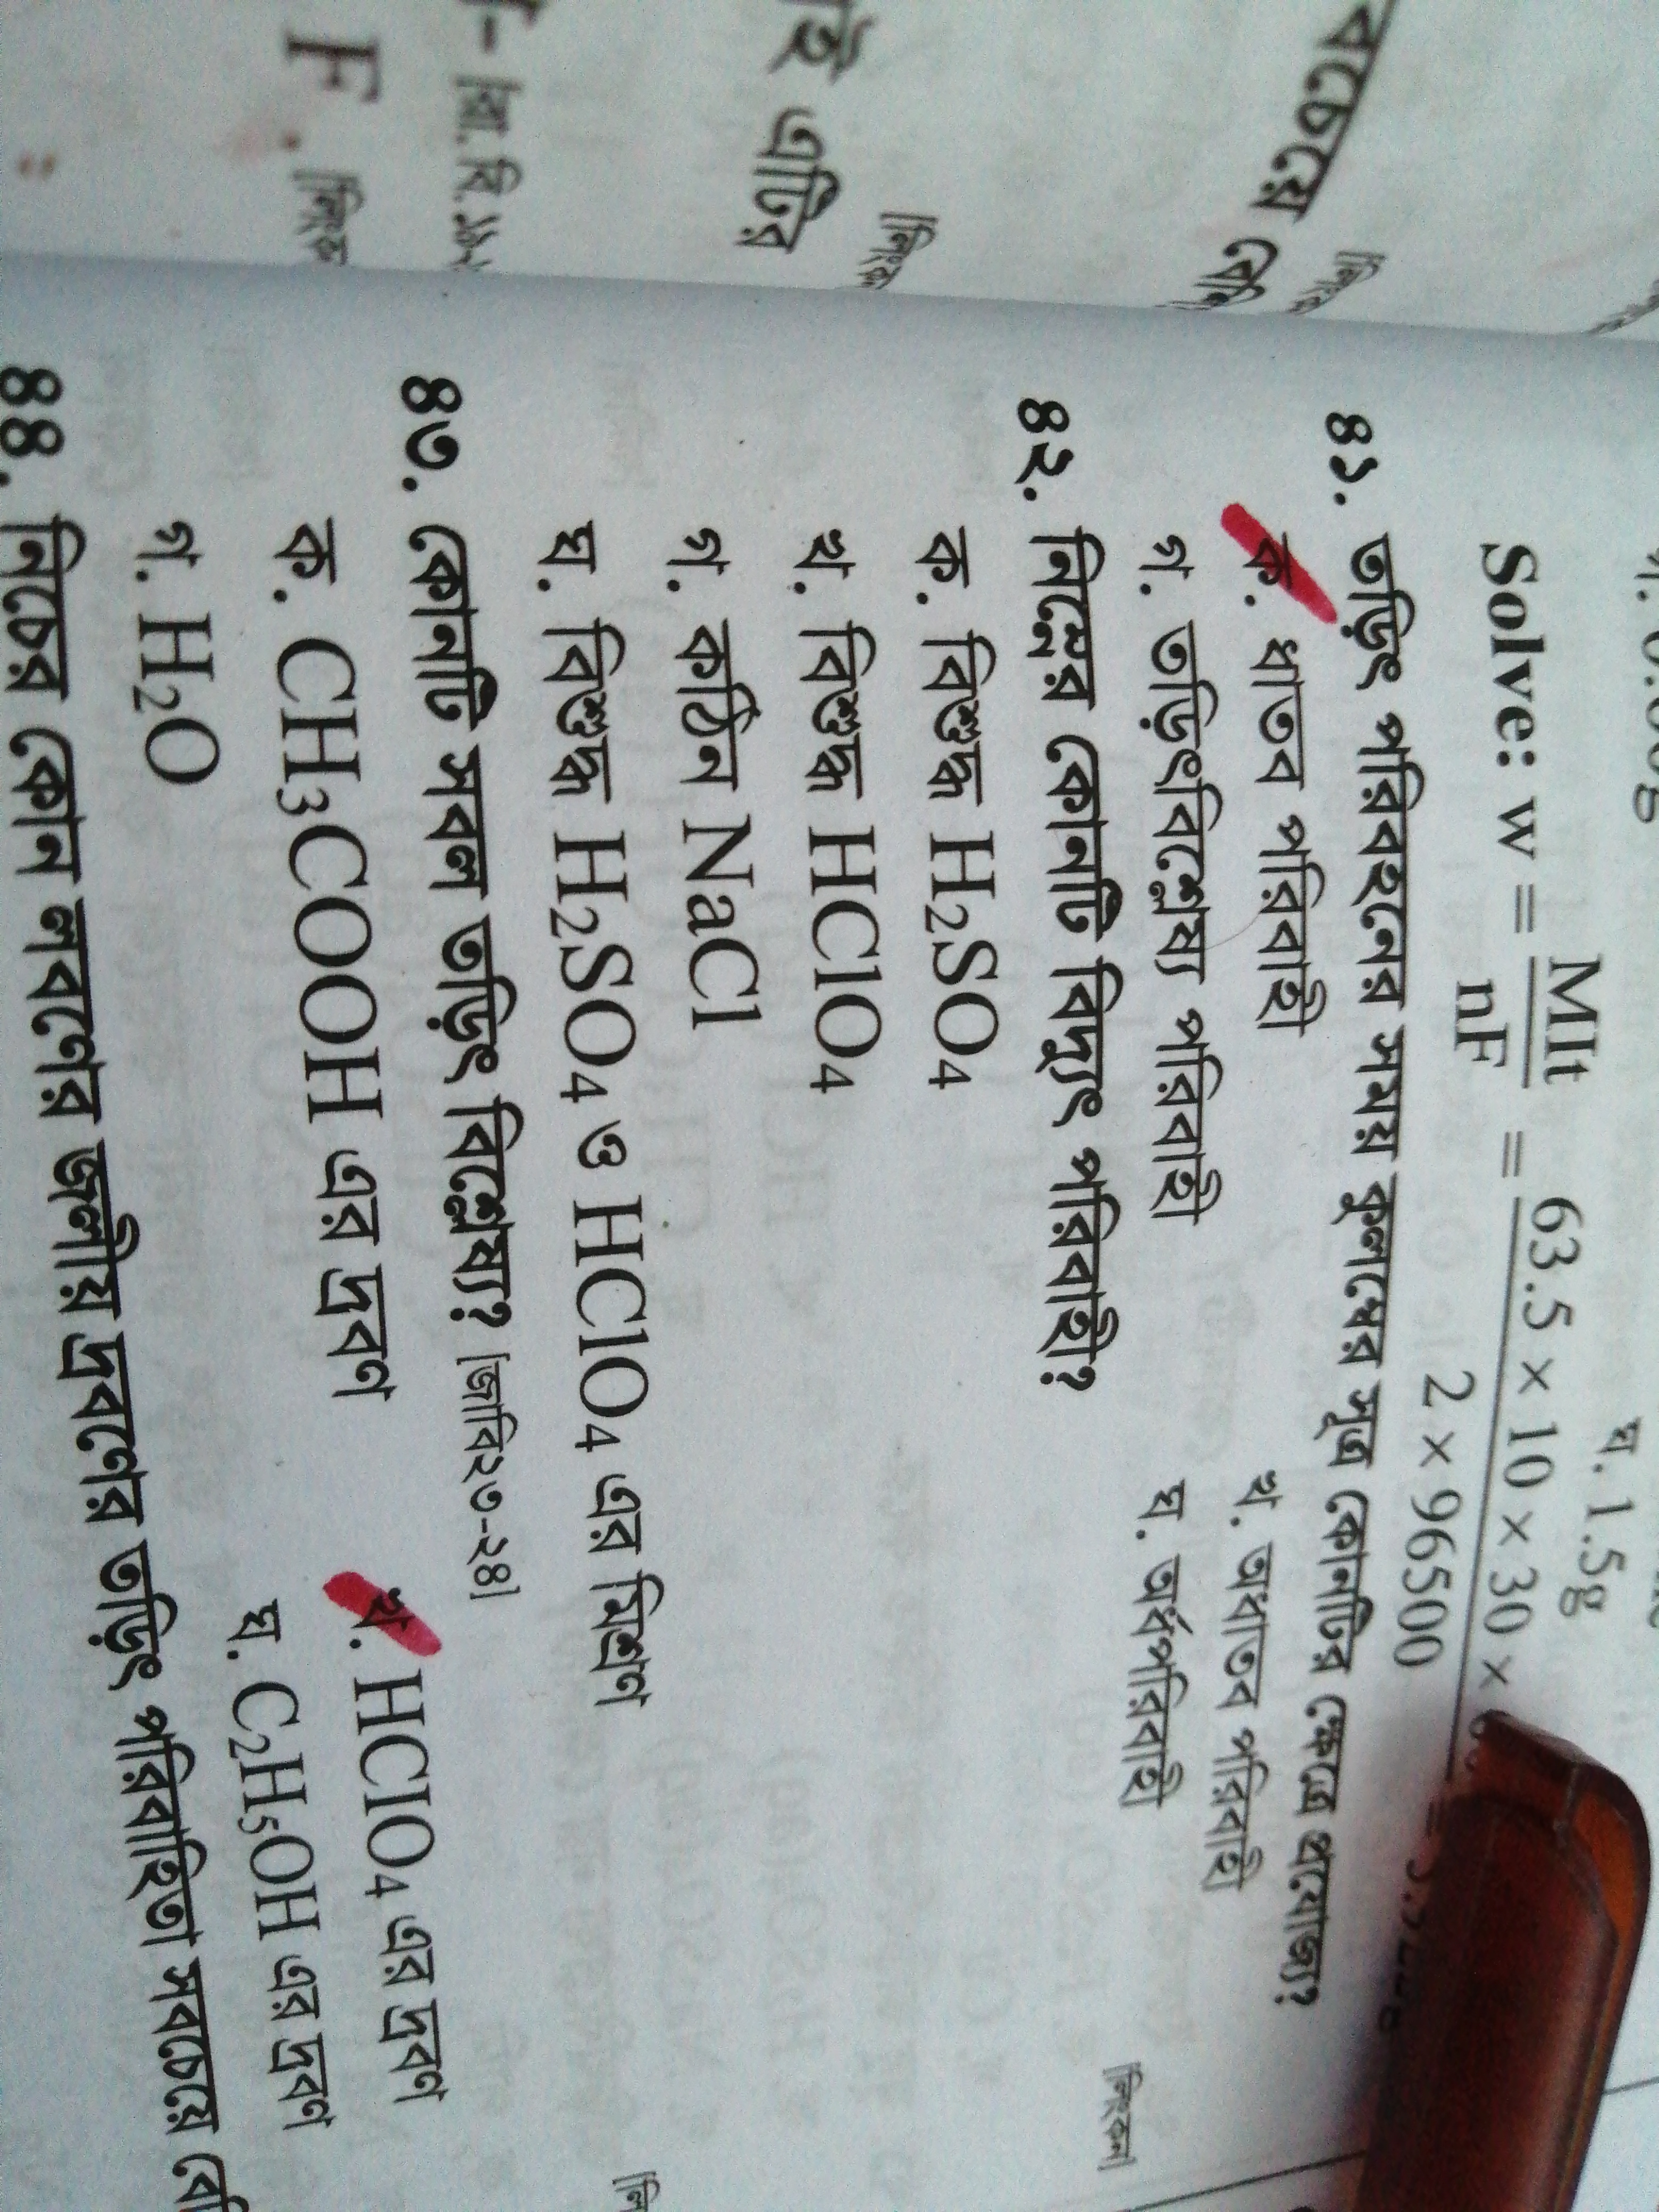 ঘ. 1.5g
Solve: w = MIt/nF = 63.5 × 10 × 30 ×/2 × 96500 =
৪১. তড়িৎ পরিবহনের সময় কুলম্বের সূত্র কোনটির ক্ষেত্রে প্রযোজ্য?
ক. ধাতব পরিবাহী খ. অধাতব পরিবাহী
গ. তড়িৎবিশ্লেষ্য পরিবাহী ঘ. অর্ধপরিবাহী
৪২. নিম্নের কোনটি বিদ্যুৎ পরিবাহী?
ক. বিশুদ্ধ H₂SO₄
খ. বিশুদ্ধ HClO₄
গ. কঠিন NaCl
ঘ. বিশুদ্ধ H₂SO₄ ও HClO₄ এর মিশ্রণ
৪৩. কোনটি সবল তড়িৎ বিশ্লেষ্য? [জাবি২৩-২৪]
ক. CH₃COOH এর দ্রবণ খ. HClO₄ এর দ্রবণ
গ. H₂O ঘ. C₂H₅OH এর দ্রবণ
৪৪. নিচের কোন লবণের জলীয় দ্রবণের তড়িৎ পরিবাহিতা সবচেয়ে